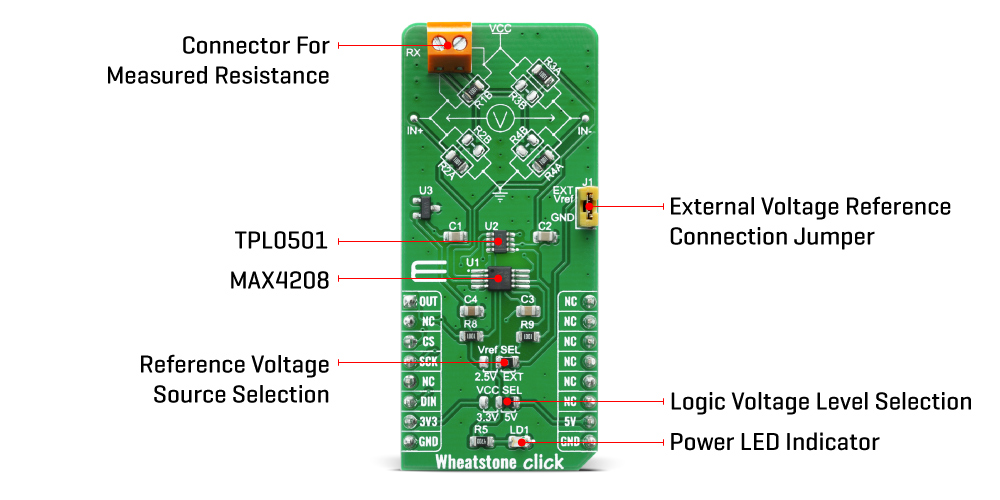 Connector For
Measured Resistance
TPL0501
MAX4208
Reference Voltage
Source Selection
External Voltage Reference
Connection Jumper
Logic Voltage Level Selection
Power LED Indicator
VCC
RX
R3A
R1B
R3B
V
IN+
IN-
R2B
R4B
R2A
R4A
J1
EXT
Vref
GND
U3
C1
U2
C2
U1
E
C4
C3
R8
R9
1001
1001
Vref SEL
2.5V EXT
VCC SEL
3.3V 5V
R5
LD1
OUT
NC
CS
SCK
NC
DIN
3V3
GND
NC
NC
NC
NC
NC
NC
5V
GND
Wheatstone click